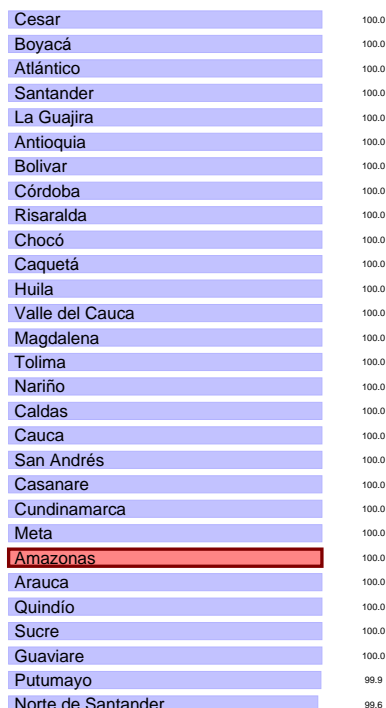 Cesar 100.0
Boyacá 100.0
Atlántico 100.0
Santander 100.0
La Guajira 100.0
Antioquia 100.0
Bolivar 100.0
Córdoba 100.0
Risaralda 100.0
Chocó 100.0
Caquetá 100.0
Huila 100.0
Valle del Cauca 100.0
Magdalena 100.0
Tolima 100.0
Nariño 100.0
Caldas 100.0
Cauca 100.0
San Andrés 100.0
Casanare 100.0
Cundinamarca 100.0
Meta 100.0
Amazonas 100.0
Arauca 100.0
Quindío 100.0
Sucre 100.0
Guaviare 100.0
Putumayo 99.9
Norte de Santander 99.6